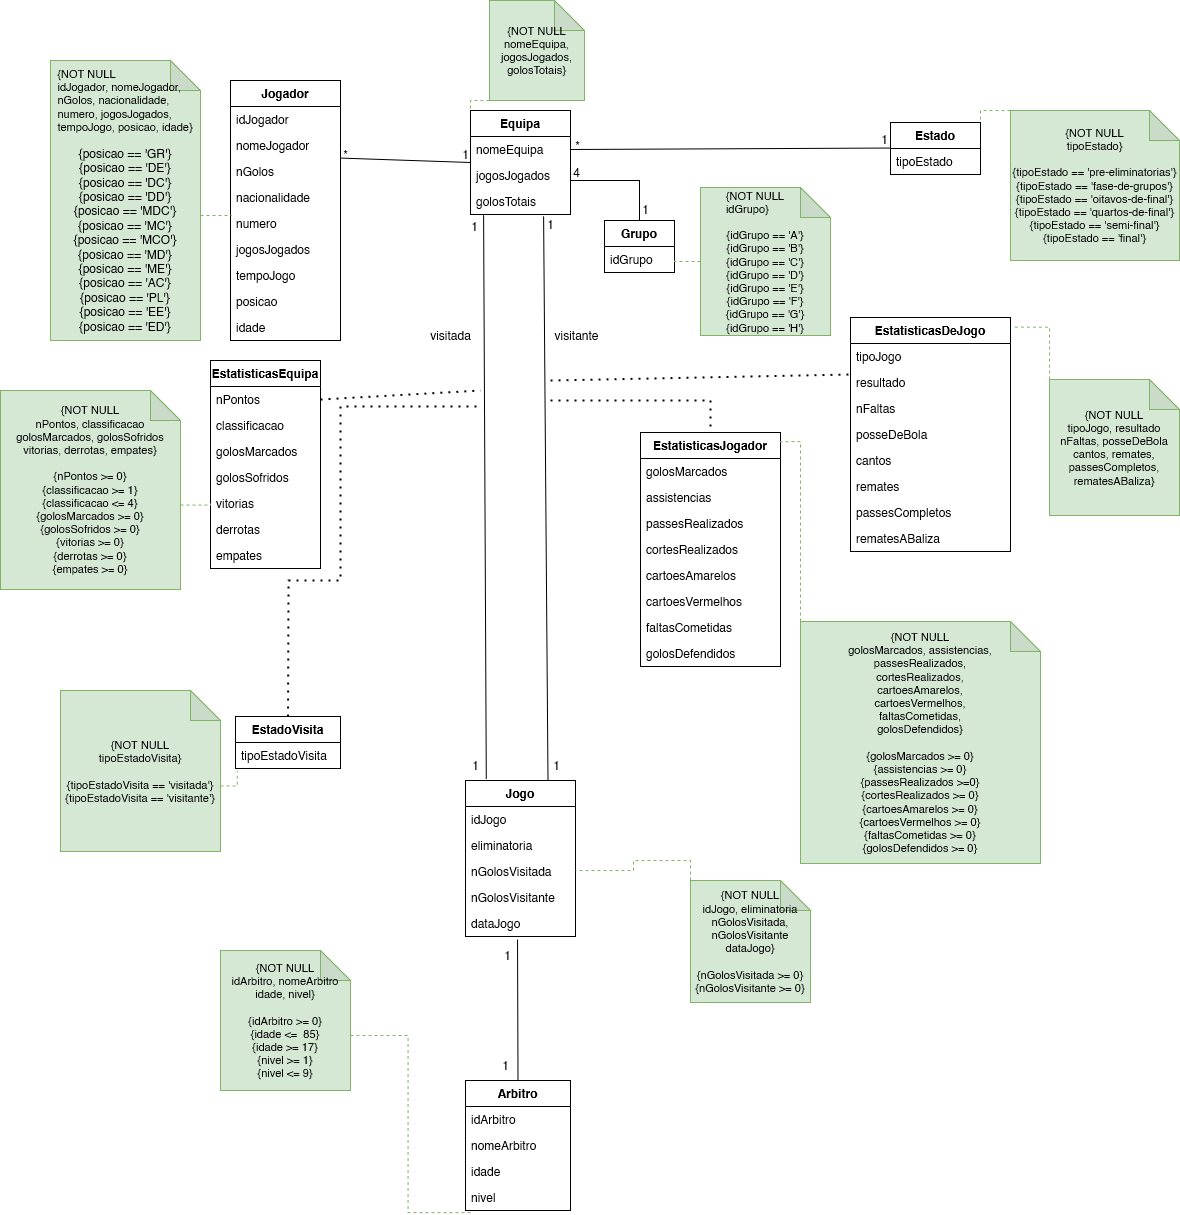 {NOT NULL
nomeEquipa,
jogosJogados,
golosTotais}
{NOT NULL
idJogador, nomeJogador,
nGolos, nacionalidade,
numero, jogosJogados,
tempoJogo, posicao, idade}
{posicao == 'GR'}
{posicao == 'DE'}
{posicao == 'DC'}
{posicao == 'DD'}
{posicao == 'MDC'}
{posicao == 'MC'}
{posicao == 'MCO'}
{posicao == 'MD'}
{posicao == 'ME'}
{posicao == 'AC'}
{posicao == 'PL'}
{posicao == 'EE'}
{posicao == 'ED'}
Jogador
idJogador
nomeJogador
nGolos
nacionalidade
numero
jogosJogados
tempoJogo
posicao
idade
*
1
Equipa
nomeEquipa
jogosJogados
golosTotais
*
1
4
1
1
1
Estado
tipoEstado
{NOT NULL
tipoEstado}
{tipoEstado == 'pre-eliminatorias'}
{tipoEstado == 'fase-de-grupos'}
{tipoEstado == 'oitavos-de-final'}
{tipoEstado == 'quartos-de-final'}
{tipoEstado == 'semi-final'}
{tipoEstado == 'final'}
Grupo
idGrupo
{NOT NULL
idGrupo}
{idGrupo == 'A'}
{idGrupo == 'B'}
{idGrupo == 'C'}
{idGrupo == 'D'}
{idGrupo == 'E'}
{idGrupo == 'F'}
{idGrupo == 'G'}
{idGrupo == 'H'}
visitada
visitante
EstatisticasDeJogo
tipoJogo
resultado
nFaltas
posseDeBola
cantos
remates
passesCompletos
rematesABaliza
{NOT NULL
tipoJogo, resultado
nFaltas, posseDeBola
cantos, remates,
passesCompletos,
rematesABaliza}
EstatisticasEquipa
nPontos
classificacao
golosMarcados
golosSofridos
vitorias
derrotas
empates
{NOT NULL
nPontos, classificacao
golosMarcados, golosSofridos
vitorias, derrotas, empates}
{nPontos >= 0}
{classificacao >= 1}
{classificacao <= 4}
{golosMarcados >= 0}
{golosSofridos >= 0}
{vitorias >= 0}
{derrotas >= 0}
{empates >= 0}
EstatisticasJogador
golosMarcados
assistencias
passesRealizados
cortesRealizados
cartoesAmarelos
cartoesVermelhos
faltasCometidas
golosDefendidos
{NOT NULL
golosMarcados, assistencias,
passesRealizados,
cortesRealizados,
cartoesAmarelos,
cartoesVermelhos,
faltasCometidas,
golosDefendidos}
{golosMarcados >= 0}
{assistencias >= 0}
{passesRealizados >=0}
{cortesRealizados >= 0}
{cartoesAmarelos >= 0}
{cartoesVermelhos >= 0}
{faltasCometidas >= 0}
{golosDefendidos >= 0}
{NOT NULL
tipoEstadoVisita}
{tipoEstadoVisita == 'visitada'}
{tipoEstadoVisita == 'visitante'}
EstadoVisita
tipoEstadoVisita
1
1
Jogo
idJogo
eliminatoria
nGolosVisitada
nGolosVisitante
dataJogo
{NOT NULL
idJogo, eliminatoria
nGolosVisitada,
nGolosVisitante
dataJogo}
{nGolosVisitada >= 0}
{nGolosVisitante >= 0}
1
1
{NOT NULL
idArbitro, nomeArbitro
idade, nivel}
{idArbitro >= 0}
{idade <=  85}
{idade >= 17}
{nivel >= 1}
{nivel <= 9}
Arbitro
idArbitro
nomeArbitro
idade
nivel